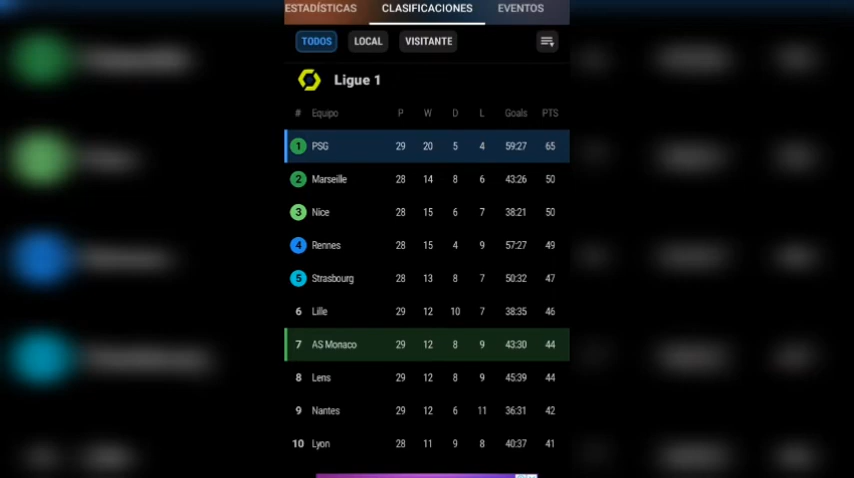 ESTADÍSTICAS CLASIFICACIONES EVENTOS
TODOS LOCAL VISITANTE
Ligue 1
# Equipo P W D L Goals PTS
1 PSG 29 20 5 4 59:27 65
2 Marseille 28 14 8 6 43:26 50
3 Nice 28 15 6 7 38:21 50
4 Rennes 28 15 4 9 57:27 49
5 Strasbourg 28 13 8 7 50:32 47
6 Lille 29 12 10 7 38:35 46
7 AS Monaco 29 12 8 9 43:30 44
8 Lens 29 12 8 9 45:39 44
9 Nantes 29 12 6 11 36:31 42
10 Lyon 28 11 9 8 40:37 41